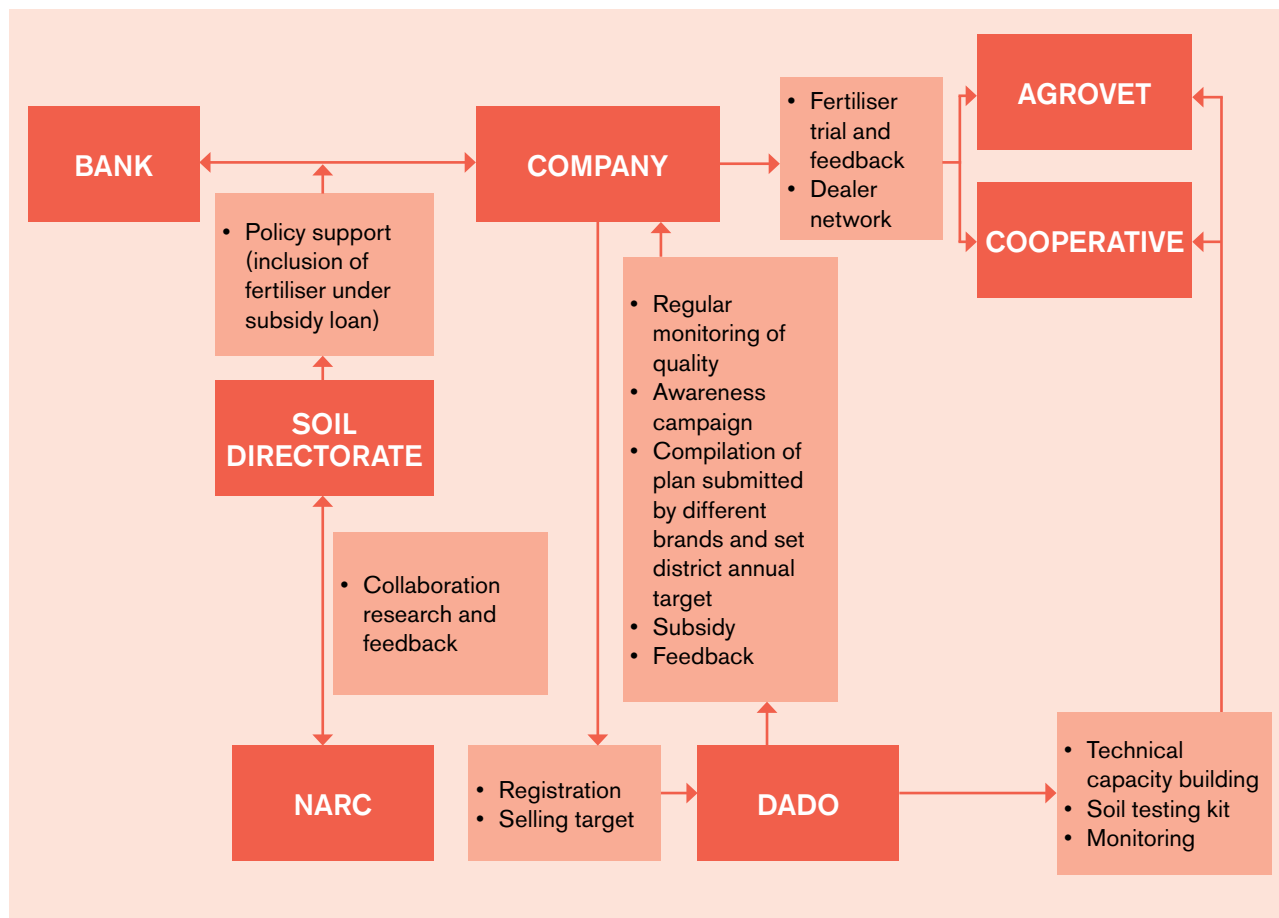 BANK
COMPANY
• Fertiliser
trial and
feedback
• Dealer
network
AGROVET
COOPERATIVE
• Policy support
(inclusion of
fertiliser under
subsidy loan)
SOIL
DIRECTORATE
• Regular
monitoring of
quality
• Awareness
campaign
• Compilation of
plan submitted
by different
brands and set
district annual
target
• Subsidy
• Feedback
• Collaboration
research and
feedback
NARC
• Registration
• Selling target
DADO
• Technical
capacity building
• Soil testing kit
• Monitoring